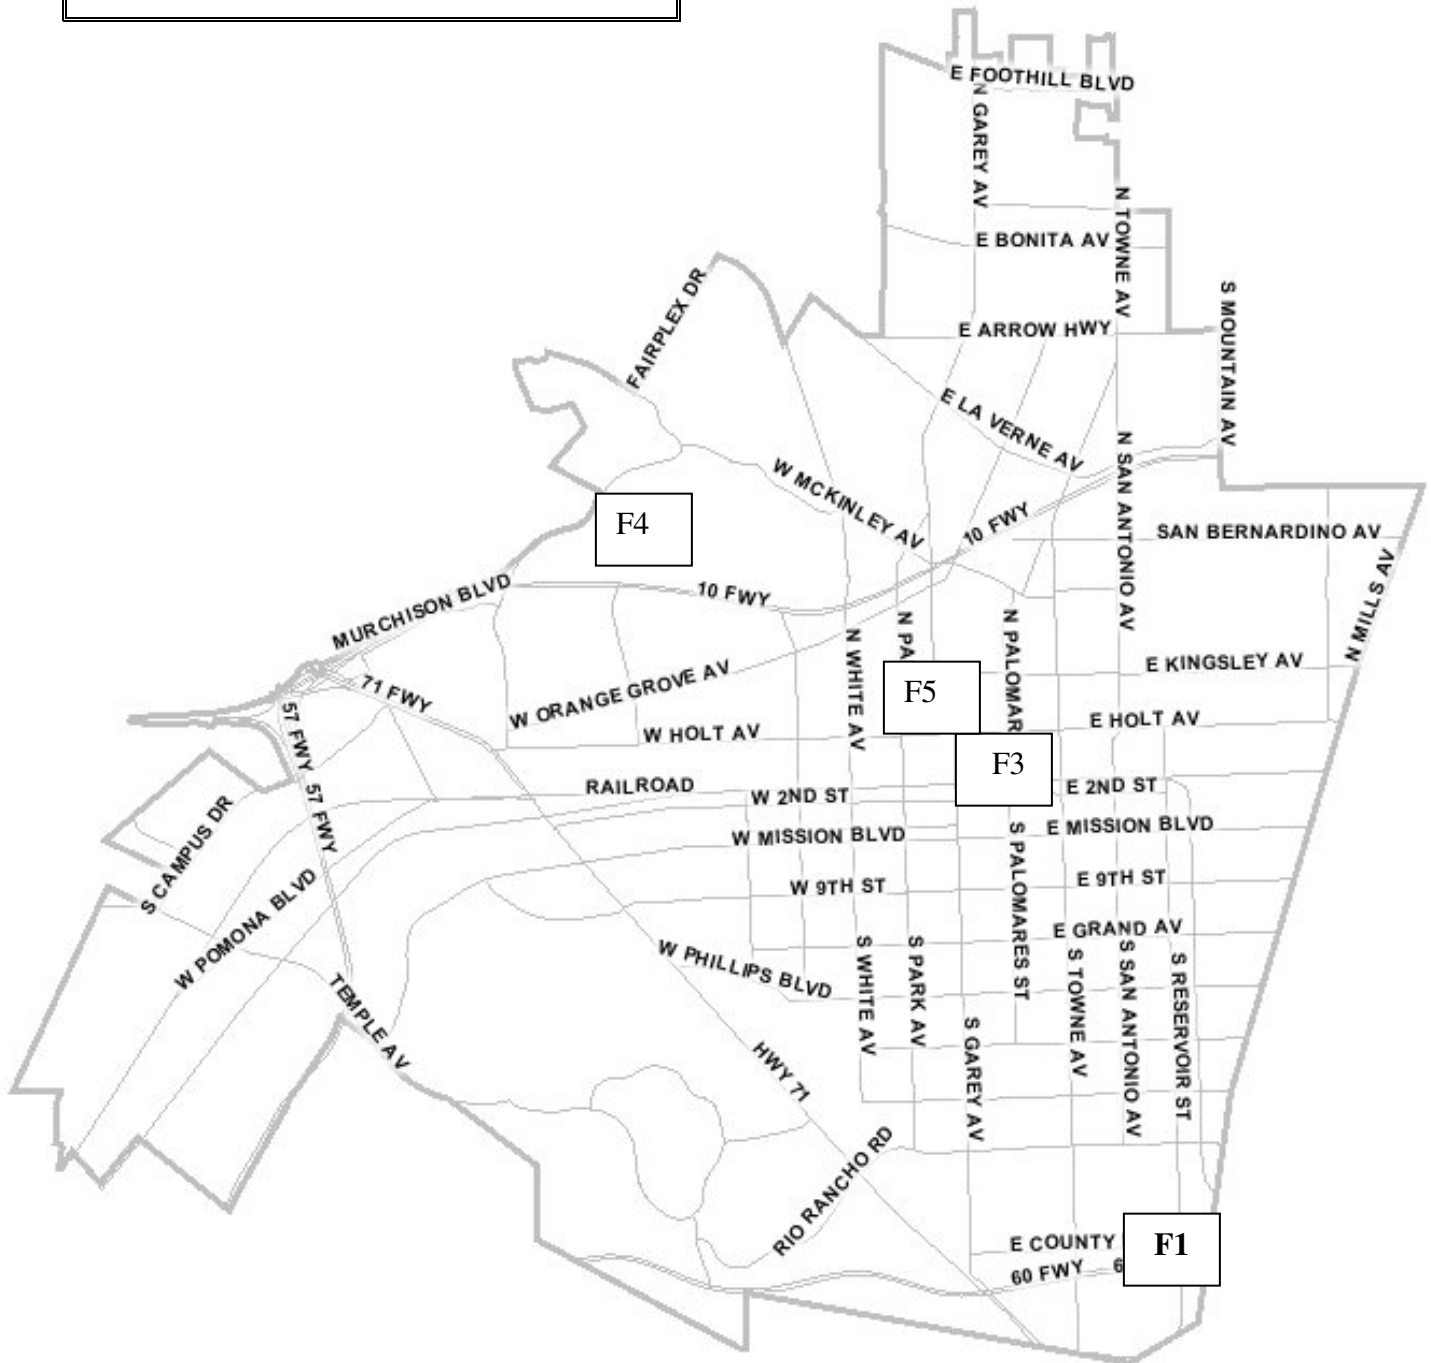 E FOOTHILL BLVD
N GAREY AV
N TOWNE AV
E BONITA AV
S MOUNTAIN AV
FAIRPLEX DR
E ARROW HWY
E LA VERNE AV
N SAN ANTONIO AV
W MCKINLEY AV
F4
10 FWY
SAN BERNARDINO AV
N MILLS AV
MURCHISON BLVD
10 FWY
N WHITE AV
N PA
N PALOMAR
E KINGSLEY AV
71 FWY
W ORANGE GROVE AV
F5
57 FWY
W HOLT AV
E HOLT AV
F3
RAILROAD
57 FWY
W 2ND ST
E 2ND ST
S CAMPUS DR
W MISSION BLVD
E MISSION BLVD
S PALOMARES ST
W POMONA BLVD
W 9TH ST
E 9TH ST
E GRAND AV
W PHILLIPS BLVD
S WHITE AV
S PARK AV
S TOWNE AV
S SAN ANTONIO AV
S RESERVOIR ST
TEMPLE AV
S GAREY AV
HWY 71
RIO RANCHO RD
E COUNTY
F1
60 FWY 6